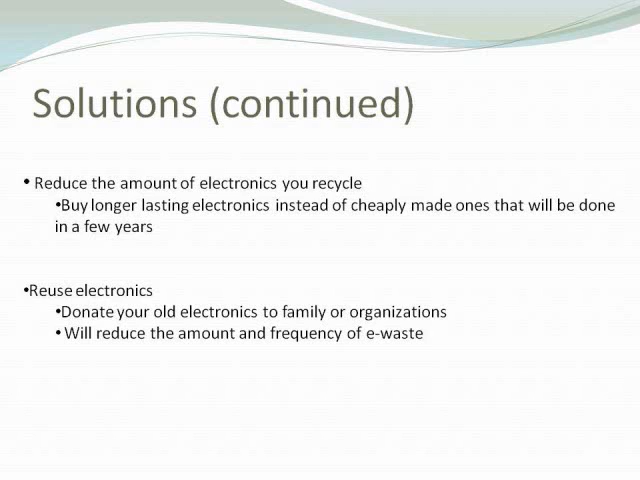 Solutions (continued)
• Reduce the amount of electronics you recycle
•Buy longer lasting electronics instead of cheaply made ones that will be done
in a few years
•Reuse electronics
•Donate your old electronics to family or organizations
• Will reduce the amount and frequency of e-waste